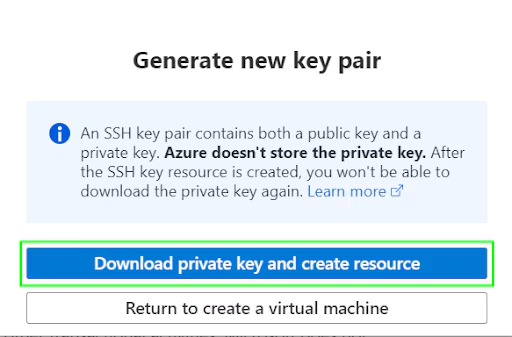 Generate new key pair
An SSH key pair contains both a public key and a
private key. Azure doesn't store the private key. After
the SSH key resource is created, you won't be able to
download the private key again. Learn more
Download private key and create resource
Return to create a virtual machine